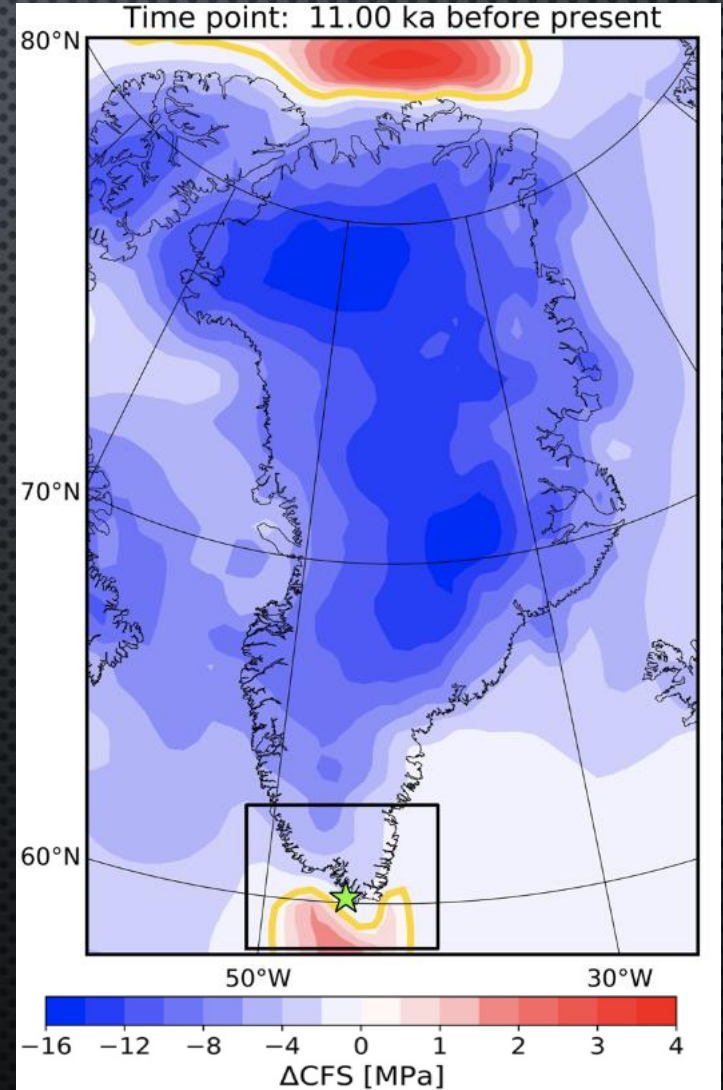 Time point: 11.00 ka before present
80°N
70°N
60°N
50°W 30°W
−16 −12 −8 −4 0 1 2 3 4
ΔCFS [MPa]